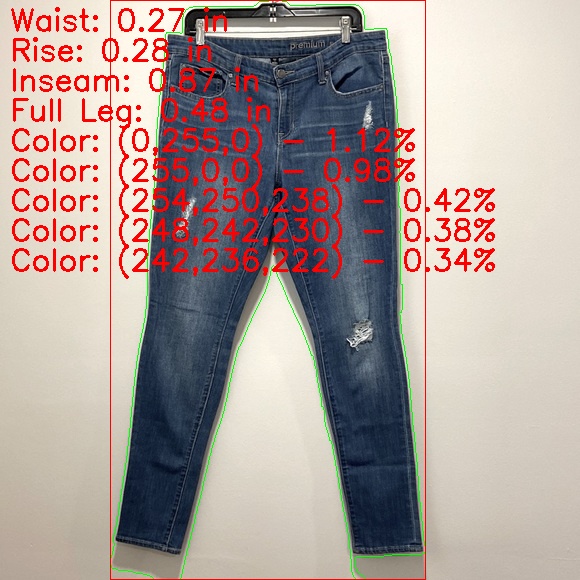 Waist: 0.27 in
Rise: 0.28 in
premium
Inseam: 0.87 in
Full Leg: 0.48 in
Color: (0,255,0) - 1.12%
Color: (255,0,0) - 0.98%
Color: (254,250,238) - 0.42%
Color: (248,242,230) - 0.38%
Color: (242,236,222) - 0.34%